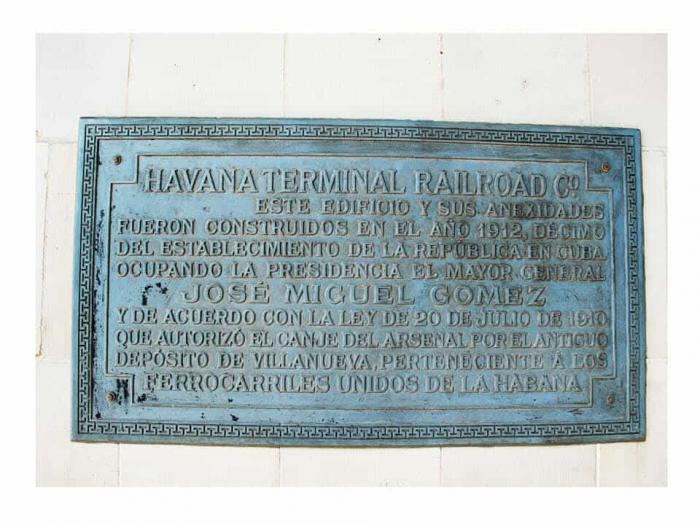 HAVANA TERMINAL RAILROAD Cº
ESTE EDIFICIO Y SUS ANEXIDADES
FUERON CONSTRUIDOS EN EL AÑO 1912, DECIMO
DEL ESTABLECIMIENTO DE LA REPÚBLICA EN CUBA
OCUPANDO LA PRESIDENCIA EL MAYOR GENERAL
JOSÉ MIGUEL GOMEZ
Y DE ACUERDO CON LA LEY DE 20 DE JULIO DE 1910
QUE AUTORIZÓ EL CANJE DEL ARSENAL POR EL ANTIGUO
DEPÓSITO DE VILLANUEVA, PERTENECIENTE Á LOS
FERROCARRILES UNIDOS DE LA HABANA